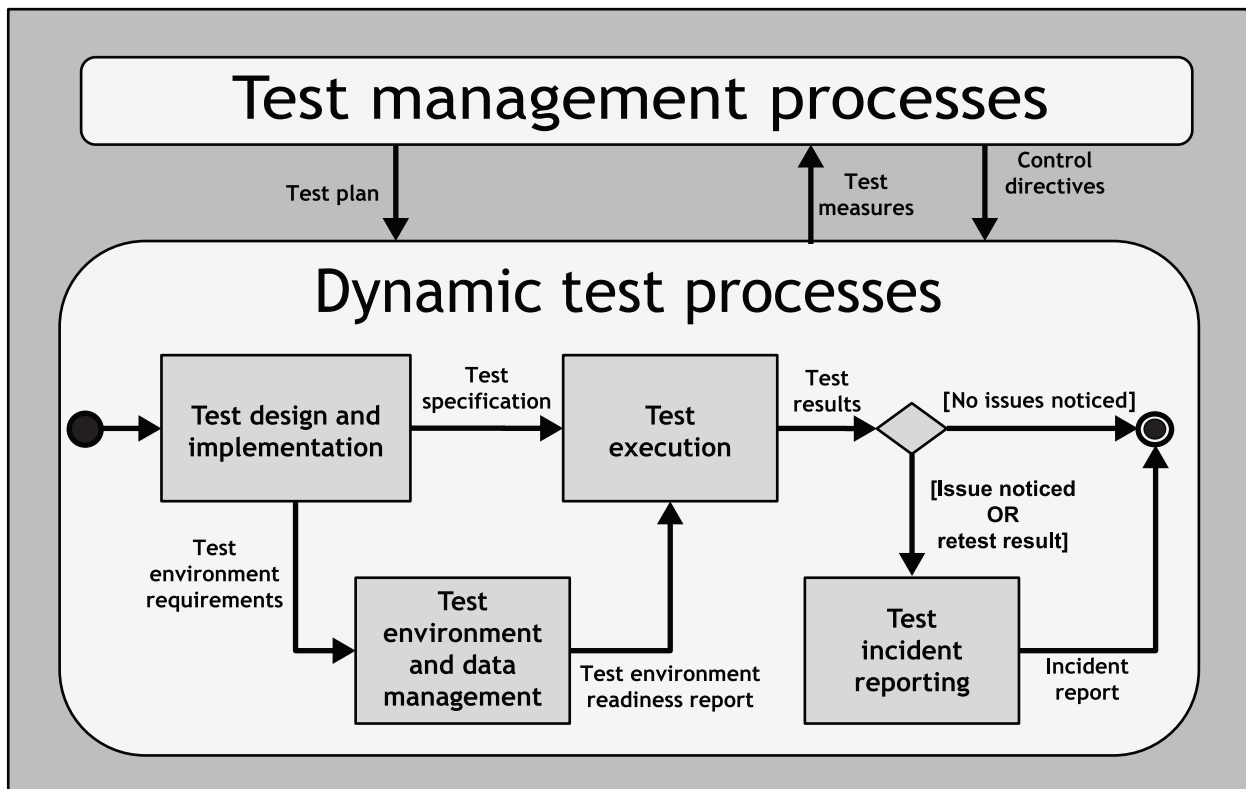 Test management processes
Test plan
Test
measures
Control
directives
Dynamic test processes
Test design and
implementation
Test
specification
Test
execution
Test
results
[No issues noticed]
[Issue noticed
OR
retest result]
Test
environment
requirements
Test
environment
and data
management
Test environment
readiness report
Test
incident
reporting
Incident
report